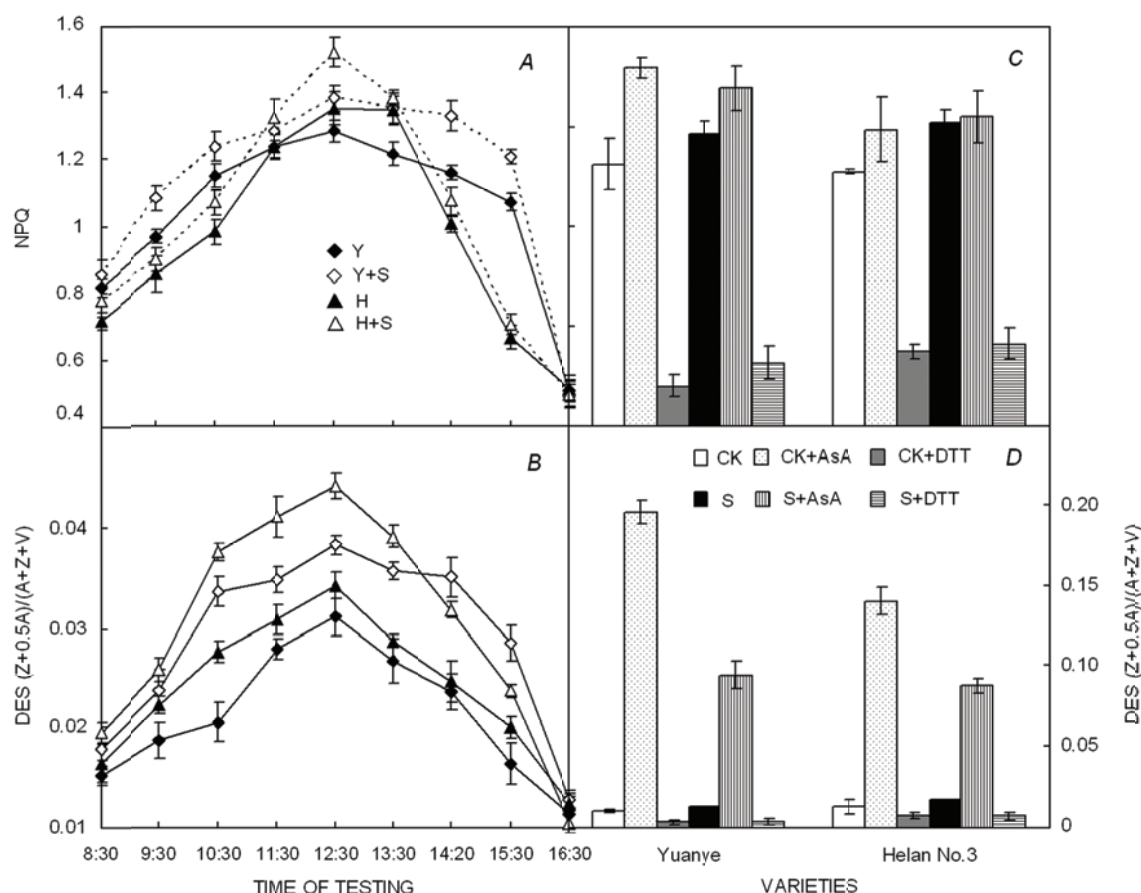 1.6
1.4
1.2
1
0.8
0.6
0.4
NPQ
A
Y
Y+S
H
H+S
C
B
0.04
0.03
0.02
0.01
DES (Z+0.5A)/(A+Z+V)
8:30 9:30 10:30 11:30 12:30 13:30 14:20 15:30 16:30
TIME OF TESTING
CK CK+AsA CK+DTT D
S S+AsA S+DTT
0.20
0.15
0.10
0.05
0
DES (Z+0.5A)/(A+Z+V)
Yuanye Helan No.3
VARIETIES